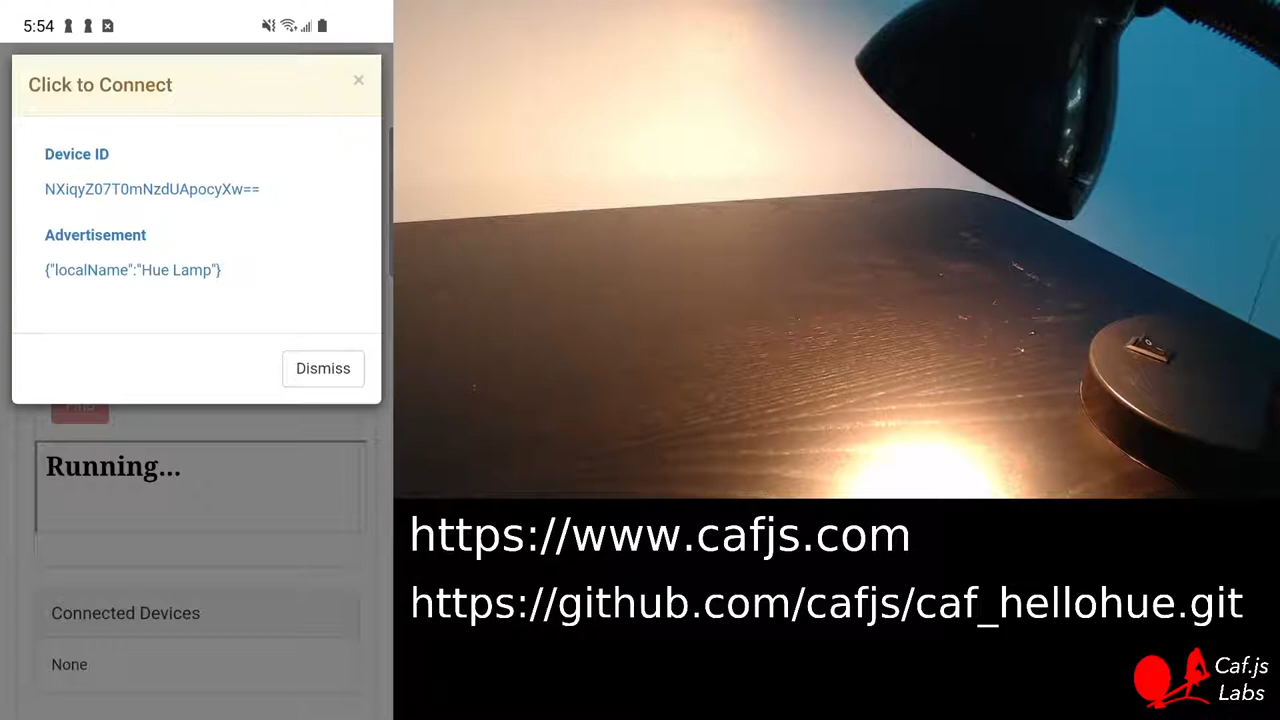 5:54
Click to Connect
×
Device ID
NXiqyZ07T0mNzdUApocyXw==
Advertisement
{"localName":"Hue Lamp"}
Dismiss
Find
Running...
Connected Devices
None
https://www.cafjs.com
https://github.com/cafjs/caf_hellohue.git
Caf.js
Labs